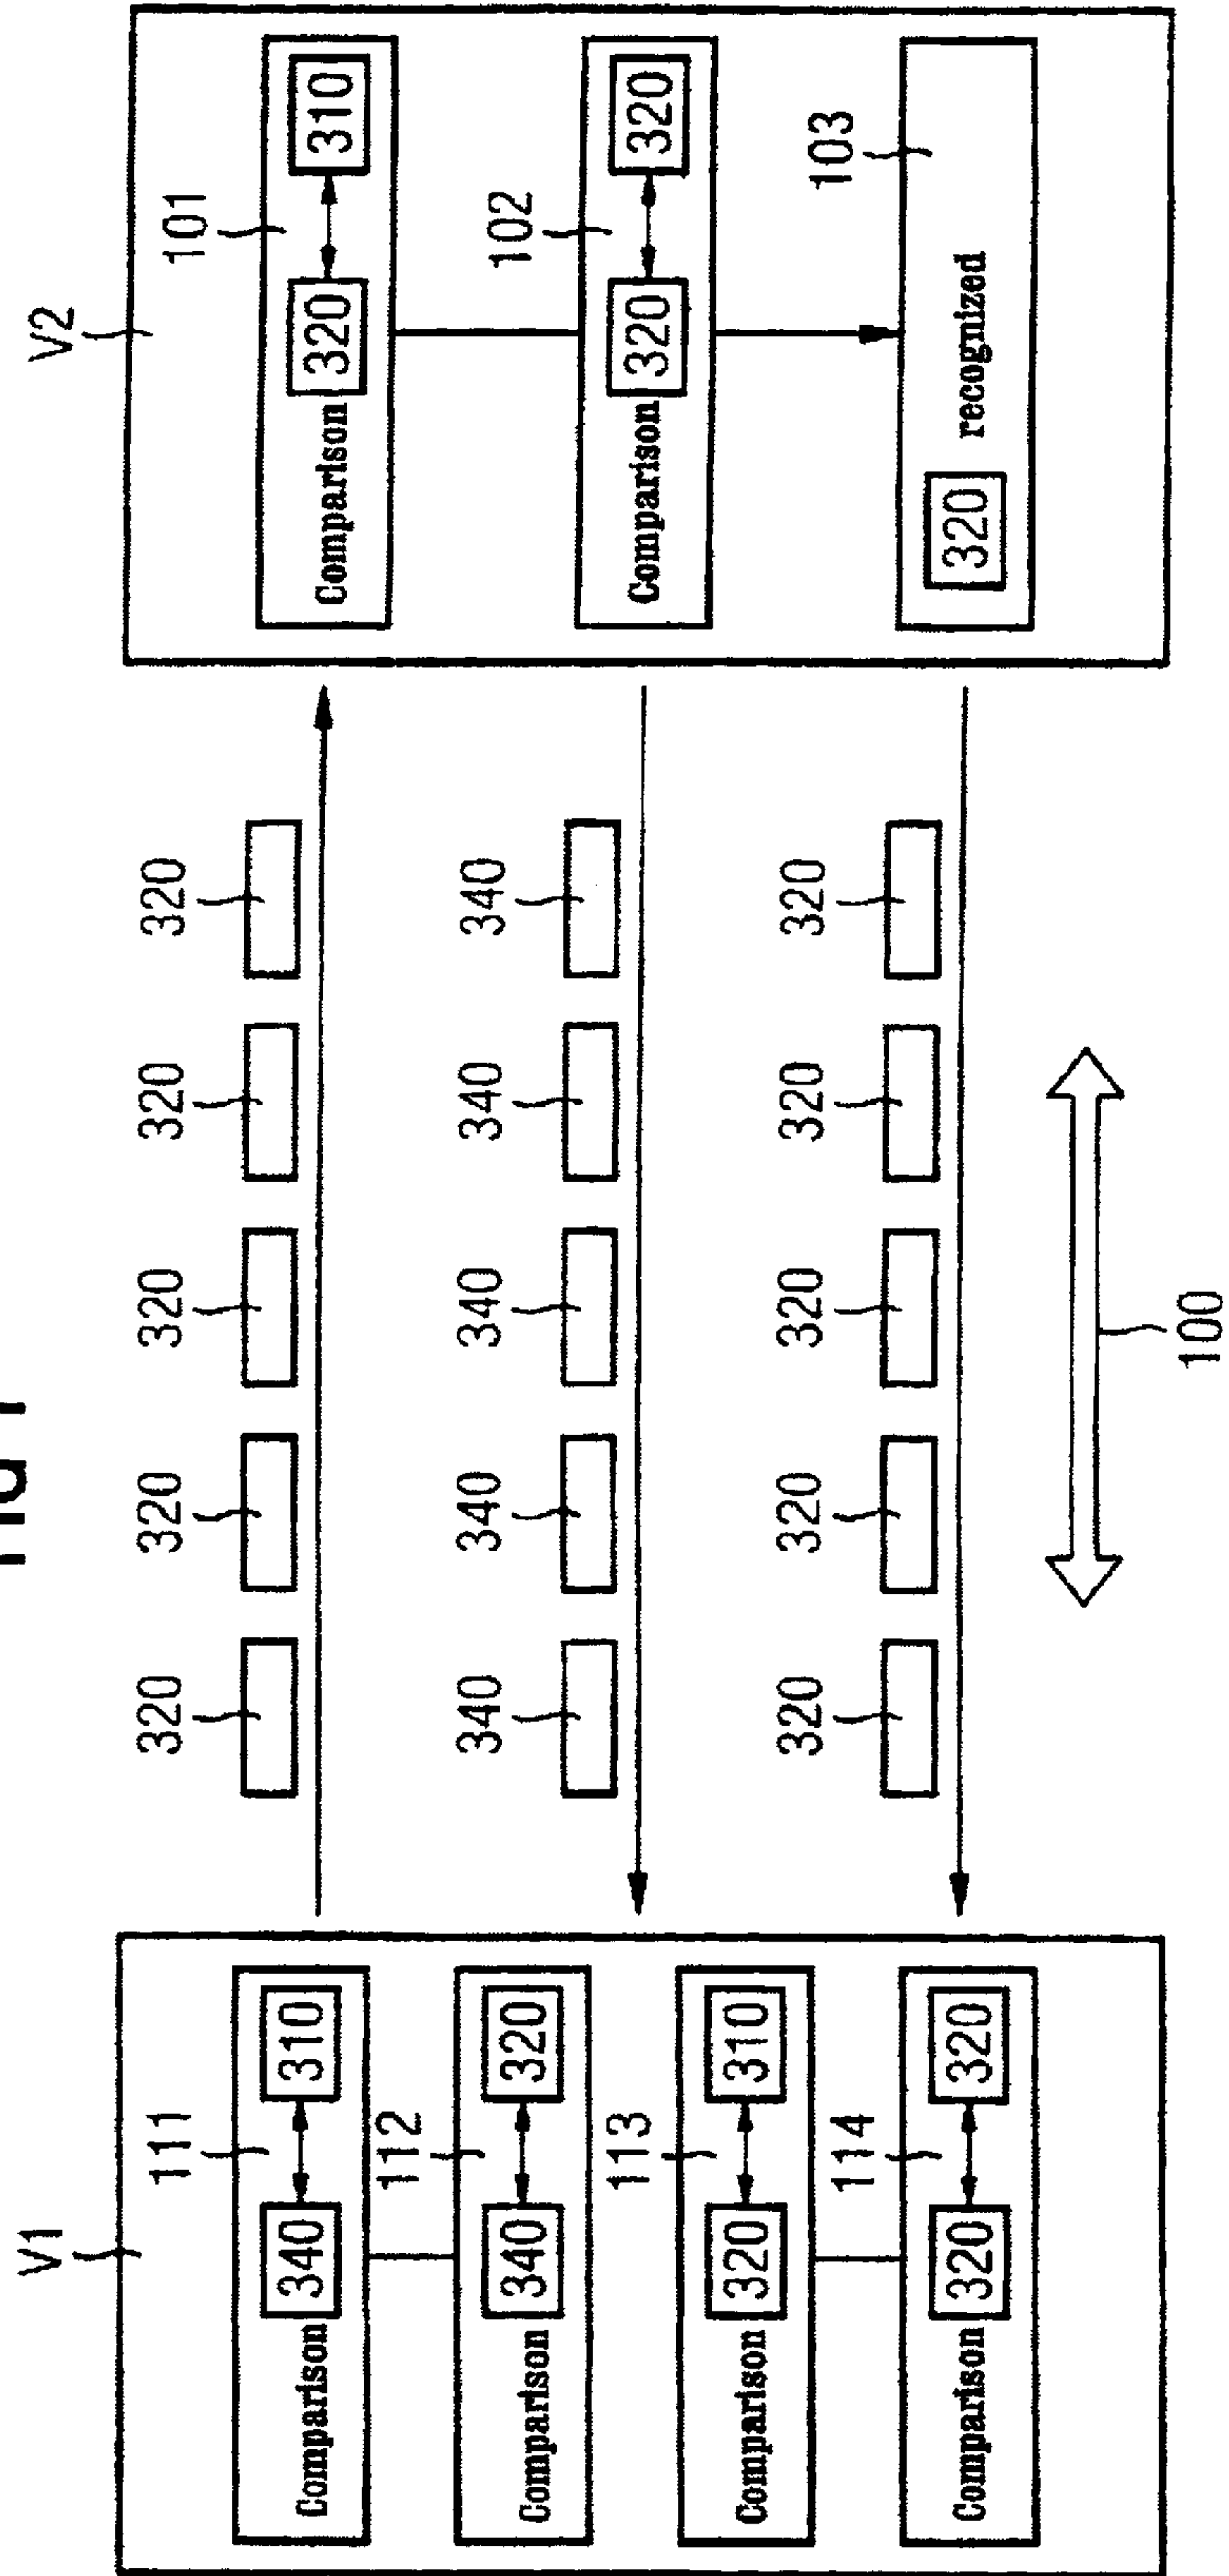 V1
111
Comparison 340 310
112
Comparison 340 320
113
Comparison 320 310
114
Comparison 320 320
320 320 320 320 320
340 340 340 340 340
320 320 320 320 320
100
V2
101
Comparison 320 310
102
Comparison 320 320
103
320 recognized